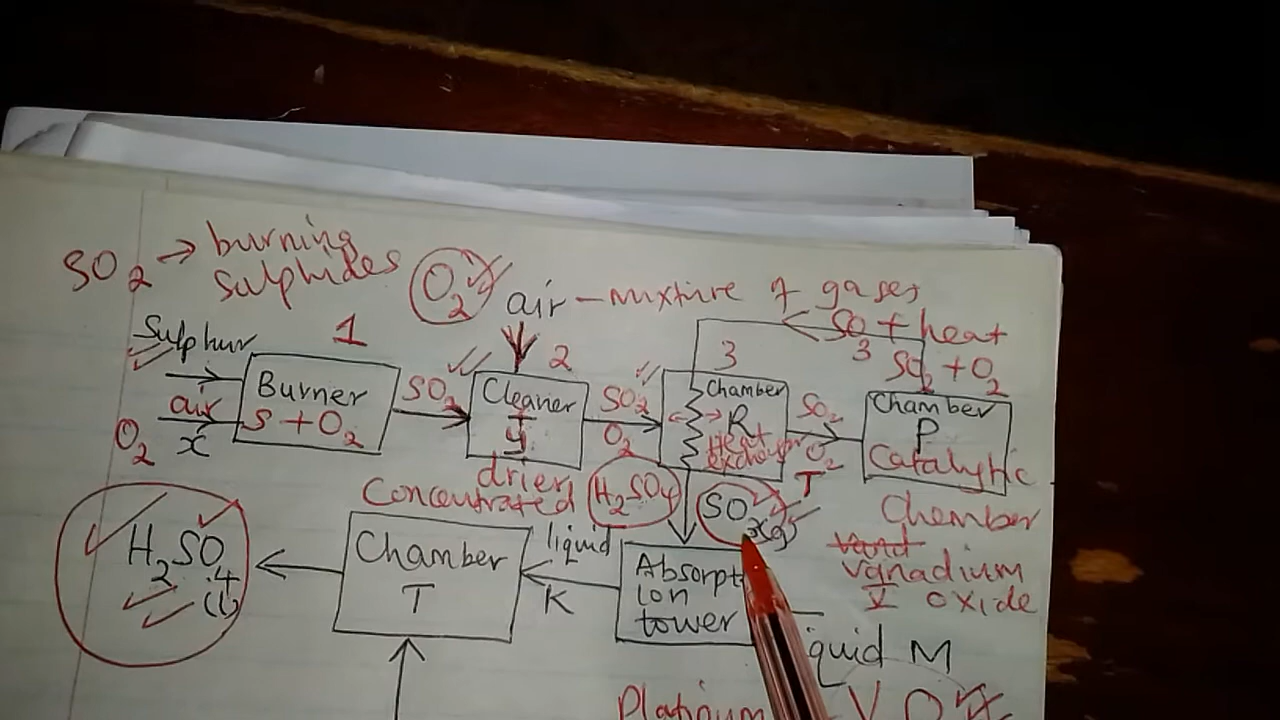 SO2 → burning
sulphides
O2 air - mixture of gases
SO3 + heat
Sulphur 1 2 3 SO2 + O2
Burner SO2 Cleaner SO2 Chamber SO2 Chamber
air S + O2 y O2 R O2 P
O2 x Heat Catalytic
drier T
Concentrated H2SO4 SO3(g) Chamber
Chamber liquid Absorpt
H2SO4(l) T K ion
tower
vanadium
V oxide
liquid M
Platinum V O